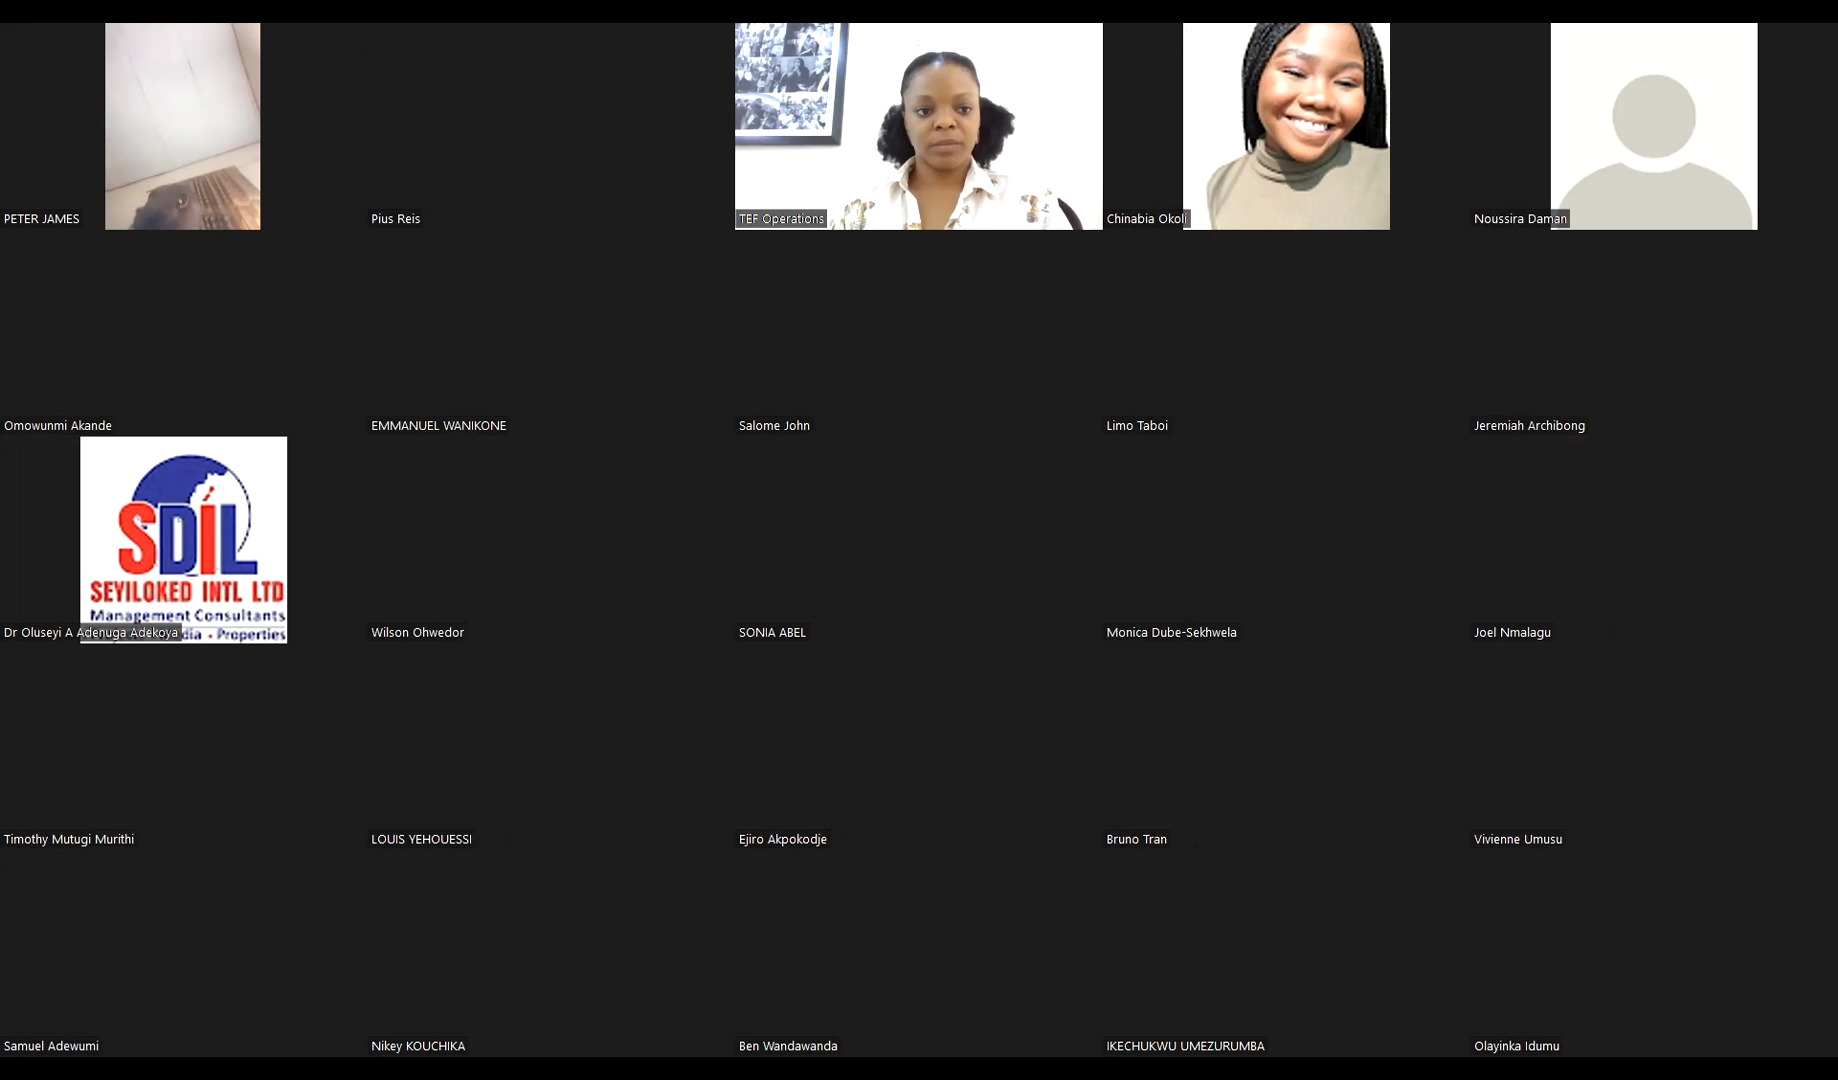 PETER JAMES
Pius Reis
TEF Operations
Chinabia Okoli
Noussira Daman
Omowunmi Akande
EMMANUEL WANIKONE
Salome John
Limo Taboi
Jeremiah Archibong
SDIL
SEYILOKED INTL LTD
Management Consultants
dia • Properties
Dr Oluseyi A Adenuga Adekoya
Wilson Ohwedor
SONIA ABEL
Monica Dube-Sekhwela
Joel Nmalagu
Timothy Mutugi Murithi
LOUIS YEHOUESSI
Ejiro Akpokodje
Bruno Tran
Vivienne Umusu
Samuel Adewumi
Nikey KOUCHIKA
Ben Wandawanda
IKECHUKWU UMEZURUMBA
Olayinka Idumu